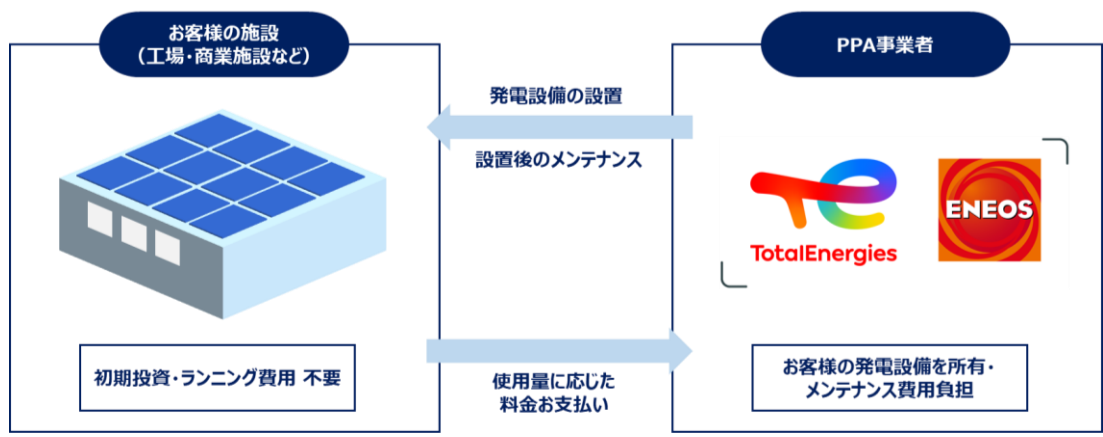 お客様の施設
（工場・商業施設など）
PPA事業者
発電設備の設置
設置後のメンテナンス
TotalEnergies
ENEOS
初期投資・ランニング費用 不要
使用量に応じた
料金お支払い
お客様の発電設備を所有・
メンテナンス費用負担